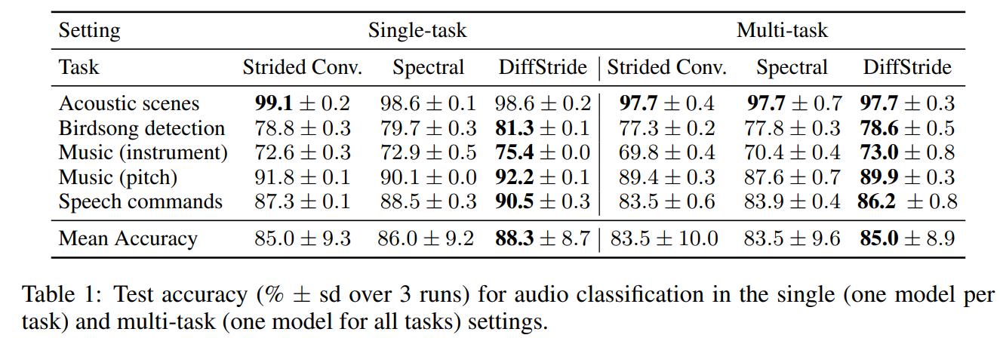 Setting Single-task Multi-task
Task Strided Conv. Spectral DiffStride Strided Conv. Spectral DiffStride
Acoustic scenes 99.1 ± 0.2 98.6 ± 0.1 98.6 ± 0.2 97.7 ± 0.4 97.7 ± 0.7 97.7 ± 0.3
Birdsong detection 78.8 ± 0.3 79.7 ± 0.3 81.3 ± 0.1 77.3 ± 0.2 77.8 ± 0.3 78.6 ± 0.5
Music (instrument) 72.6 ± 0.3 72.9 ± 0.5 75.4 ± 0.0 69.8 ± 0.4 70.4 ± 0.4 73.0 ± 0.8
Music (pitch) 91.8 ± 0.1 90.1 ± 0.0 92.2 ± 0.1 89.4 ± 0.3 87.6 ± 0.7 89.9 ± 0.3
Speech commands 87.3 ± 0.1 88.5 ± 0.3 90.5 ± 0.3 83.5 ± 0.6 83.9 ± 0.4 86.2 ± 0.8
Mean Accuracy 85.0 ± 9.3 86.0 ± 9.2 88.3 ± 8.7 83.5 ± 10.0 83.5 ± 9.6 85.0 ± 8.9
Table 1: Test accuracy (% ± sd over 3 runs) for audio classification in the single (one model per
task) and multi-task (one model for all tasks) settings.